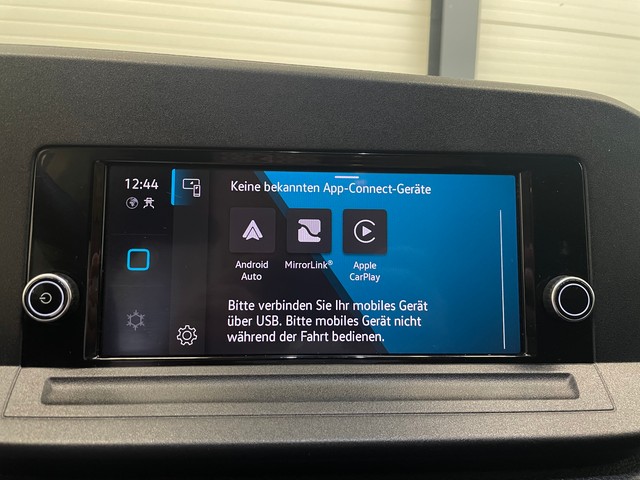 12:44
Keine bekannten App-Connect-Geräte
Android
Auto
MirrorLink®
Apple
CarPlay
Bitte verbinden Sie Ihr mobiles Gerät
über USB. Bitte mobiles Gerät nicht
während der Fahrt bedienen.